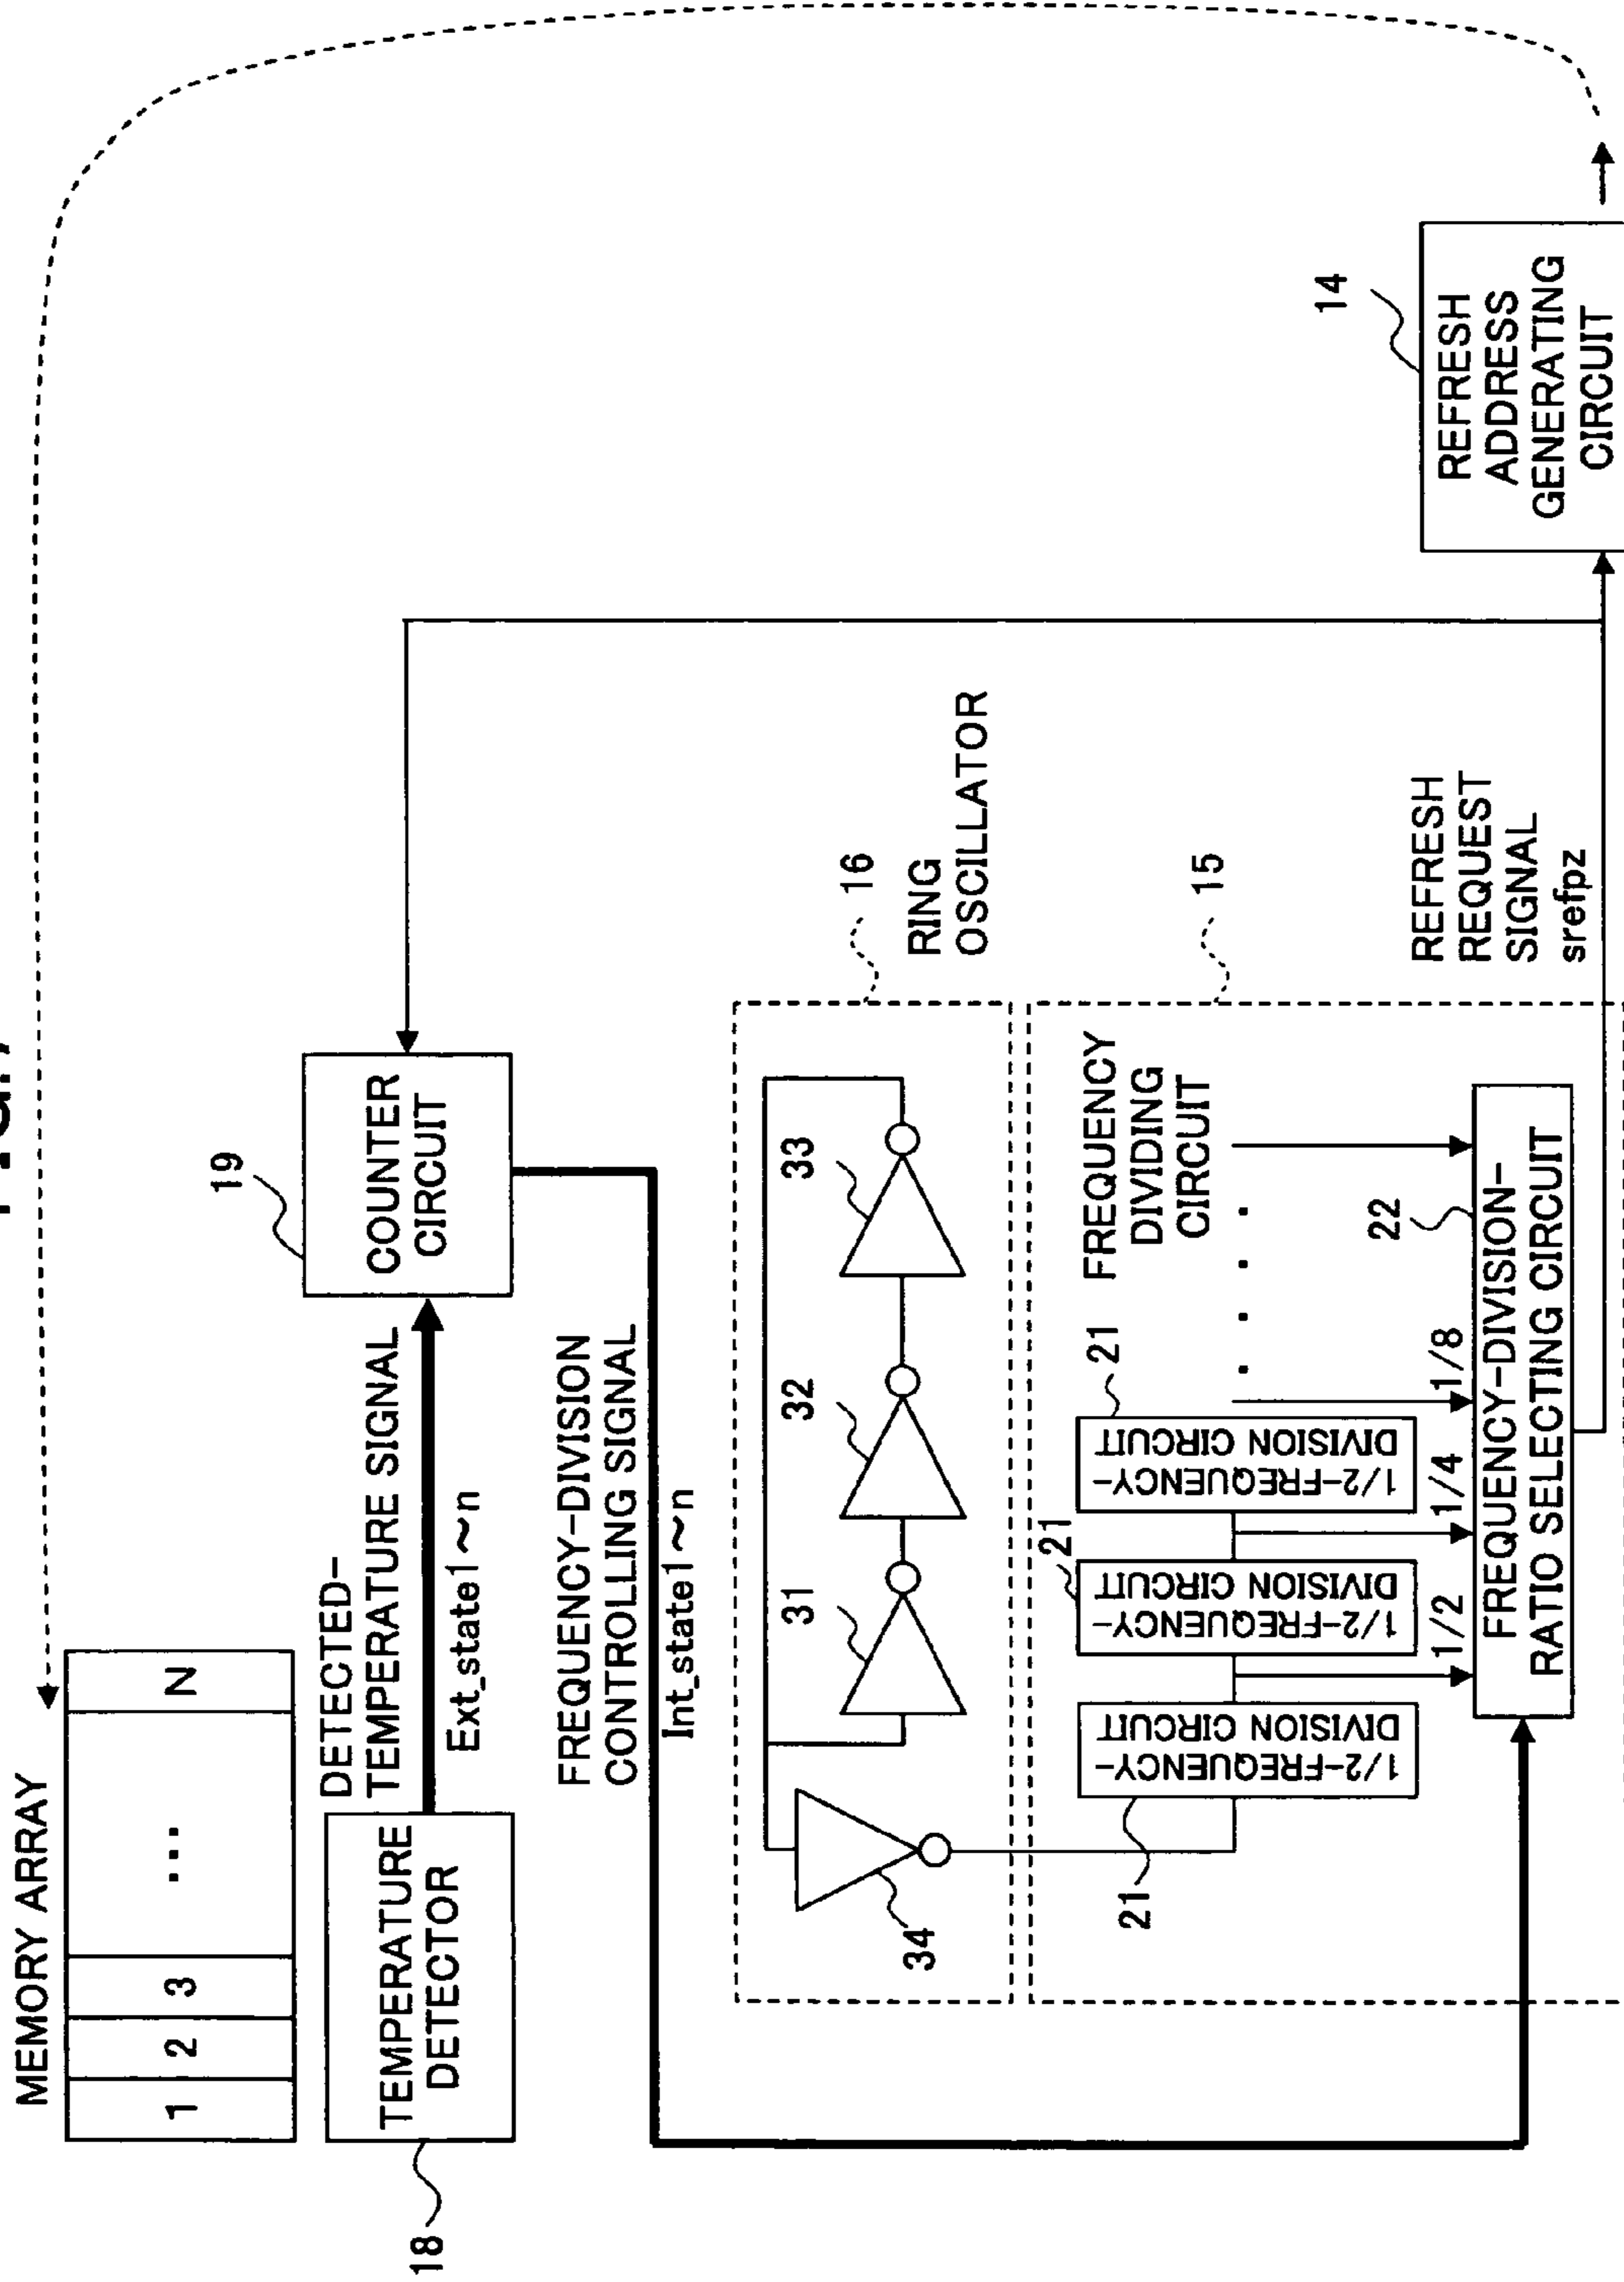 MEMORY ARRAY
1
2
3
...
N
18
TEMPERATURE
DETECTOR
DETECTED-
TEMPERATURE SIGNAL
Ext_state1~n
19
COUNTER
CIRCUIT
FREQUENCY-DIVISION
CONTROLLING SIGNAL
Int_state1~n
34
31
32
33
16
RING
OSCILLATOR
21
1/2-FREQUENCY-
DIVISION CIRCUIT
21
1/2-FREQUENCY-
DIVISION CIRCUIT
21
1/2-FREQUENCY-
DIVISION CIRCUIT
FREQUENCY
DIVIDING
CIRCUIT
15
1/2
1/4
1/8
22
FREQUENCY-DIVISION-
RATIO SELECTING CIRCUIT
REFRESH
REQUEST
SIGNAL
srefpz
14
REFRESH
ADDRESS
GENERATING
CIRCUIT